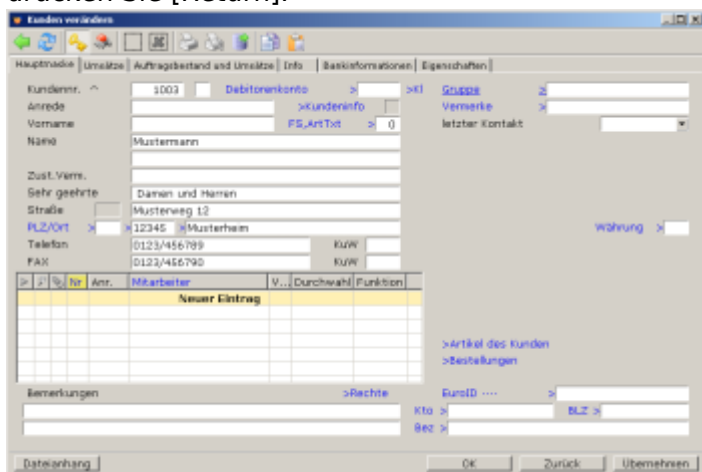 drücken Sie [Return].
Kunden verändern
Hauptmaske Umsätze Auftragsbestand und Umsätze Info Bankinformationen Eigenschaften
Kundennr. ^ 1003 Debitorenkonto > >KI Gruppe >
Anrede >Kundeninfo Vermerke >
Vorname FS,ArtTxt > 0 letzter Kontakt
Name Mustermann
Zust.Verm.
Sehr geehrte Damen und Herren
Straße Musterweg 12
PLZ/Ort > > 12345 > Musterheim Währung >
Telefon 0123/456789 KuW
FAX 0123/456790 KuW
Nr Anr. Mitarbeiter V... Durchwahl Funktion
Neuer Eintrag
>Artikel des Kunden
>Bestellungen
Bemerkungen >Rechte EuroID ---- >
Kto > BLZ >
Bez >
Dateianhang OK Zurück Übernehmen